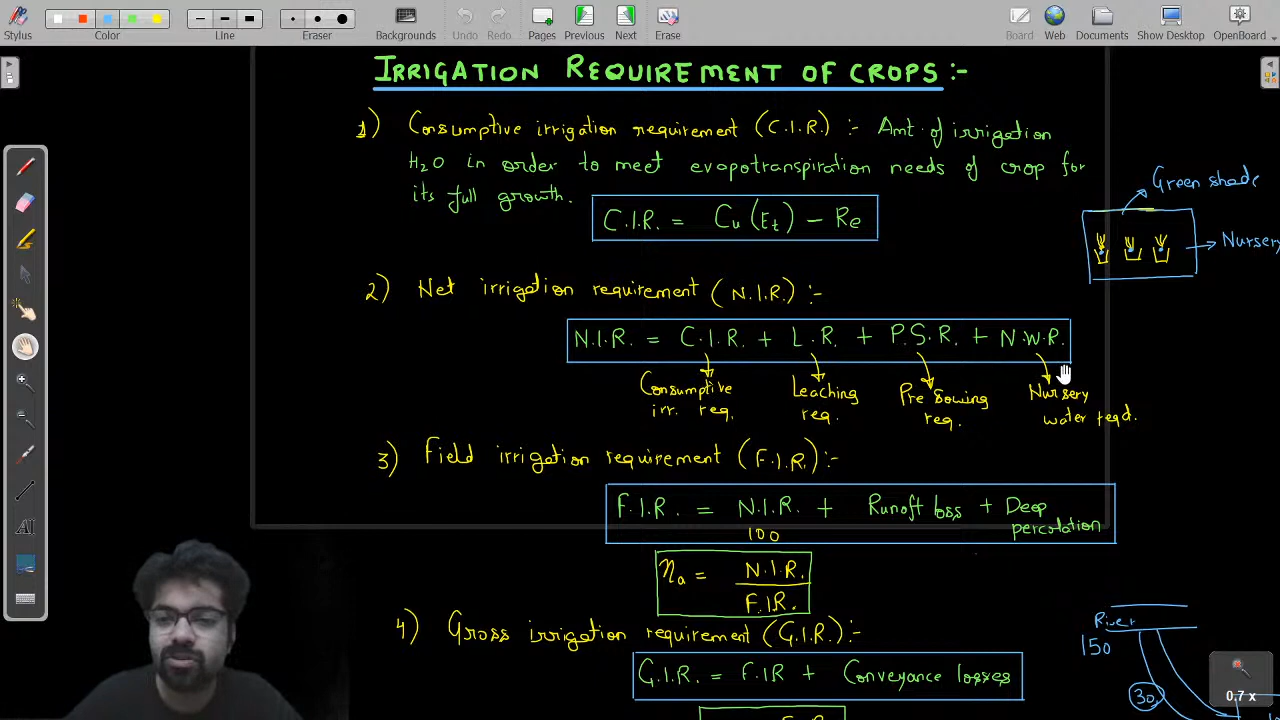 Stylus
Color
Line
Eraser
Backgrounds
Undo
Redo
Pages
Previous
Next
Erase
Board
Web
Documents
Show Desktop
OpenBoard
IRRIGATION REQUIREMENT OF CROPS :-
1) Consumptive irrigation requirement (C.I.R.) :- Amt. of irrigation
H2O in order to meet evapotranspiration needs of crop for
its full growth.
C.I.R. = Cu (Et) - Re
Green shade
Nursery
2) Net irrigation requirement (N.I.R.) :-
N.I.R. = C.I.R. + L.R. + P.S.R. + N.W.R.
Consumptive irr. req.
Leaching req.
Pre Sowing req.
Nursery water reqd.
3) Field irrigation requirement (F.I.R.) :-
F.I.R. = N.I.R. + Runoff loss + Deep percolation
100
ηa = N.I.R. / F.I.R.
4) Gross irrigation requirement (G.I.R.) :-
G.I.R. = F.I.R + Conveyance losses
River
150
30
0,7 x